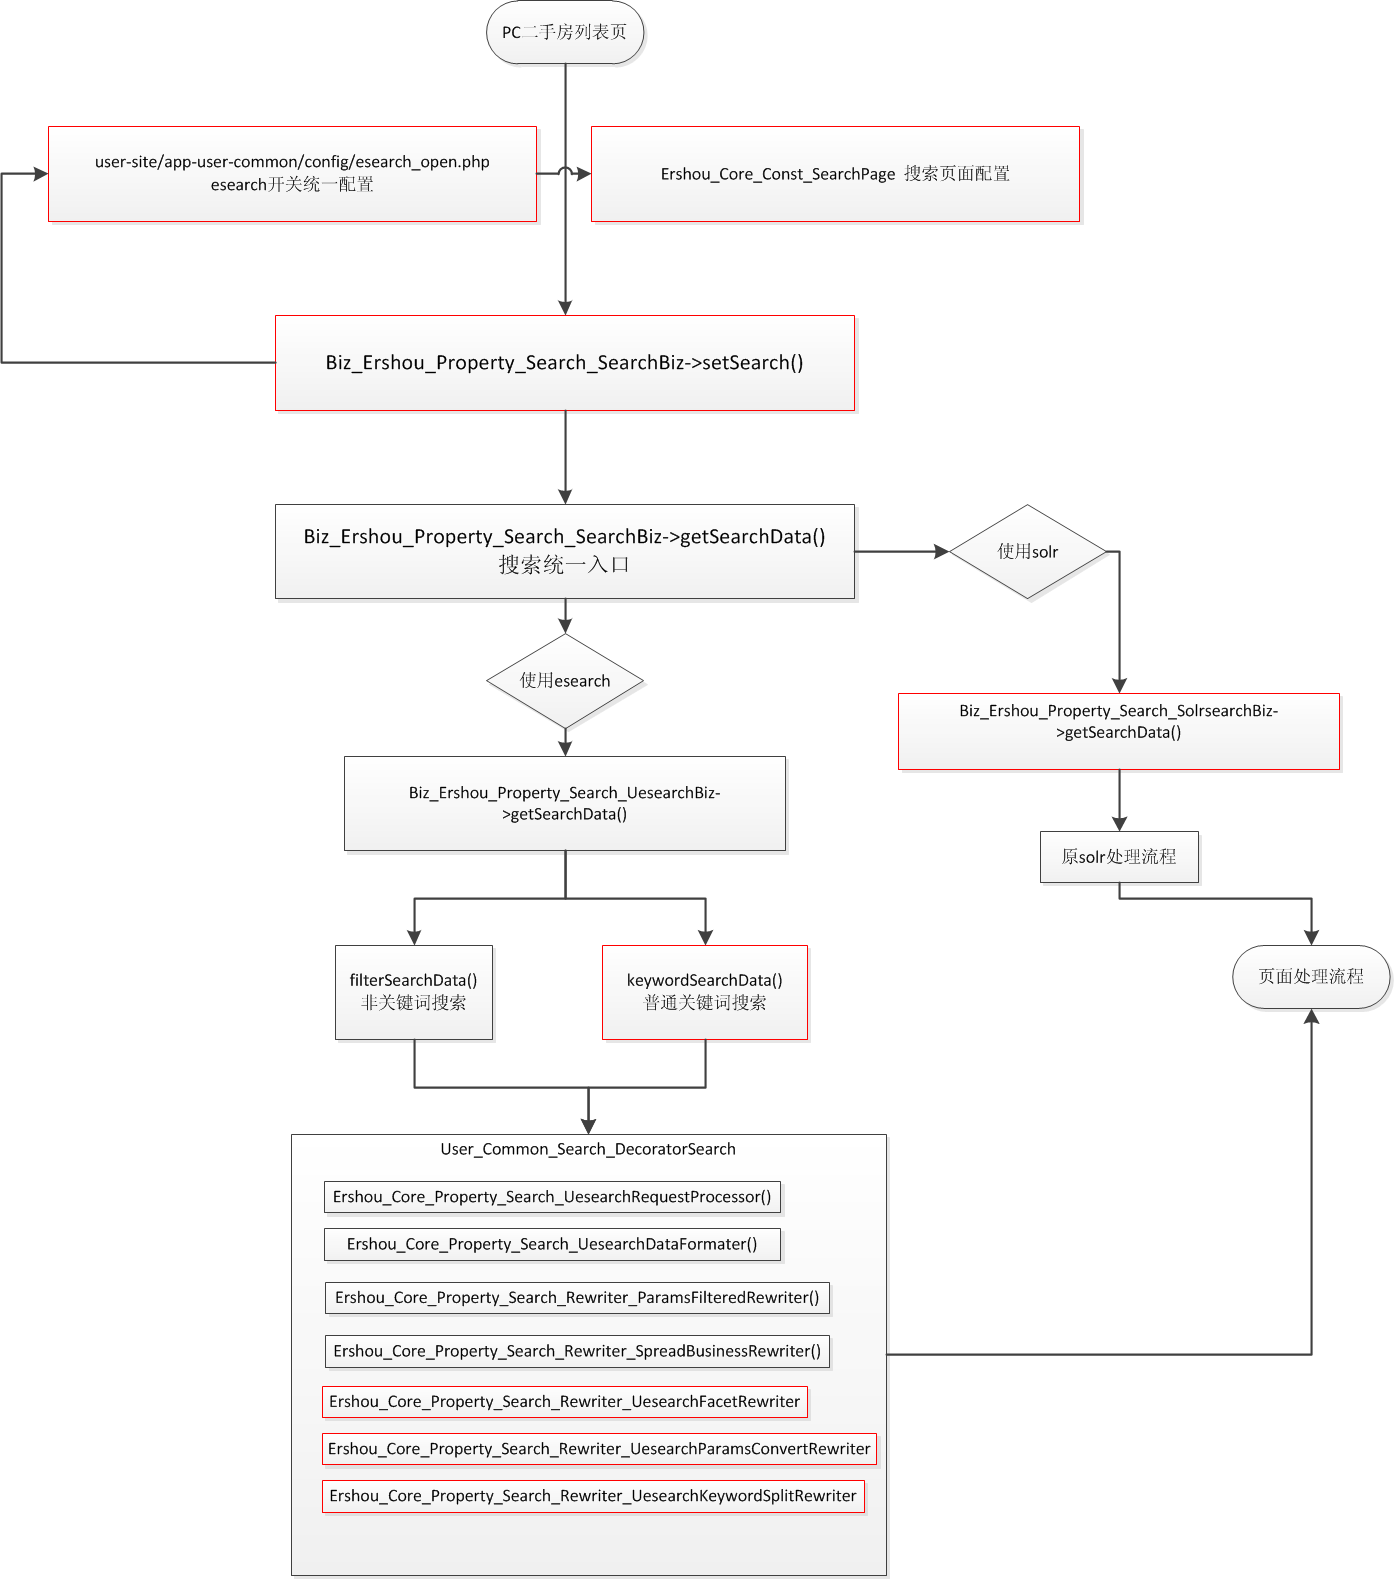 PC二手房列表页
user-site/app-user-common/config/esearch_open.php
esearch开关统一配置
Ershou_Core_Const_SearchPage 搜索页面配置
Biz_Ershou_Property_Search_SearchBiz->setSearch()
Biz_Ershou_Property_Search_SearchBiz->getSearchData()
搜索统一入口
使用solr
使用esearch
Biz_Ershou_Property_Search_SolrsearchBiz-
>getSearchData()
Biz_Ershou_Property_Search_UesearchBiz-
>getSearchData()
原solr处理流程
filterSearchData()
非关键词搜索
keywordSearchData()
普通关键词搜索
页面处理流程
User_Common_Search_DecoratorSearch
Ershou_Core_Property_Search_UesearchRequestProcessor()
Ershou_Core_Property_Search_UesearchDataFormater()
Ershou_Core_Property_Search_Rewriter_ParamsFilteredRewriter()
Ershou_Core_Property_Search_Rewriter_SpreadBusinessRewriter()
Ershou_Core_Property_Search_Rewriter_UesearchFacetRewriter
Ershou_Core_Property_Search_Rewriter_UesearchParamsConvertRewriter
Ershou_Core_Property_Search_Rewriter_UesearchKeywordSplitRewriter